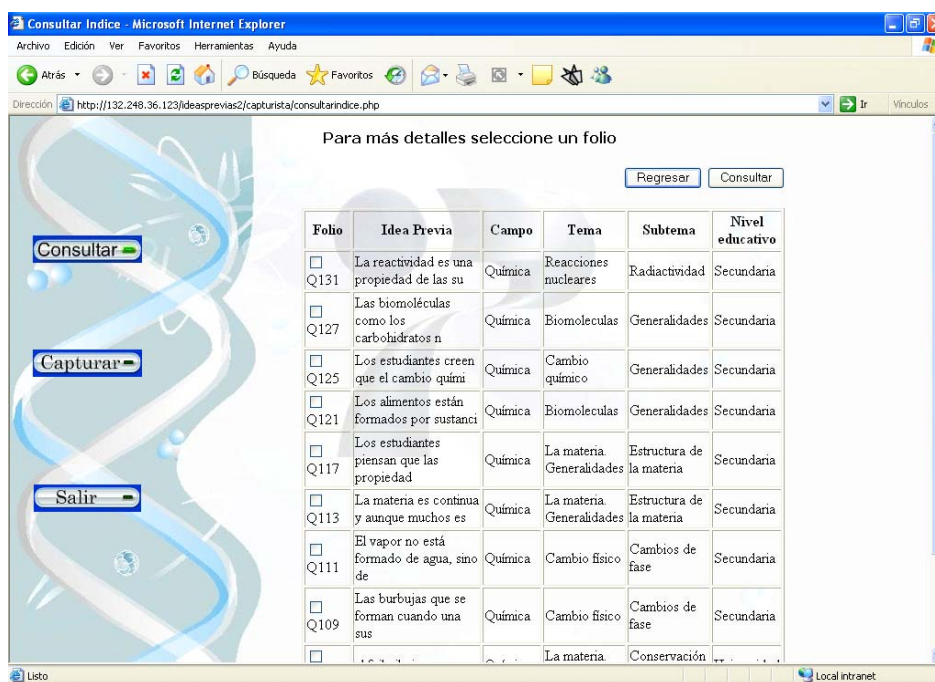 Consultar Indice - Microsoft Internet Explorer
Archivo Edición Ver Favoritos Herramientas Ayuda
Atrás Búsqueda Favoritos
Dirección http://132.248.36.123/ideasprevias2/capturista/consultarindice.php Ir Vínculos
Para más detalles seleccione un folio
Regresar Consultar
Consultar
Capturar
Salir
Folio Idea Previa Campo Tema Subtema Nivel educativo
Q131 La reactividad es una propiedad de las su Química Reacciones nucleares Radiactividad Secundaria
Q127 Las biomoléculas como los carbohidratos n Química Biomoleculas Generalidades Secundaria
Q125 Los estudiantes creen que el cambio quími Química Cambio químico Generalidades Secundaria
Q121 Los alimentos están formados por sustanci Química Biomoleculas Generalidades Secundaria
Q117 Los estudiantes piensan que las propiedad Química La materia. Generalidades Estructura de la materia Secundaria
Q113 La materia es continua y aunque muchos es Química La materia. Generalidades Estructura de la materia Secundaria
Q111 El vapor no está formado de agua, sino de Química Cambio físico Cambios de fase Secundaria
Q109 Las burbujas que se forman cuando una sus Química Cambio físico Cambios de fase Secundaria
La materia. Conservación
Listo Local intranet